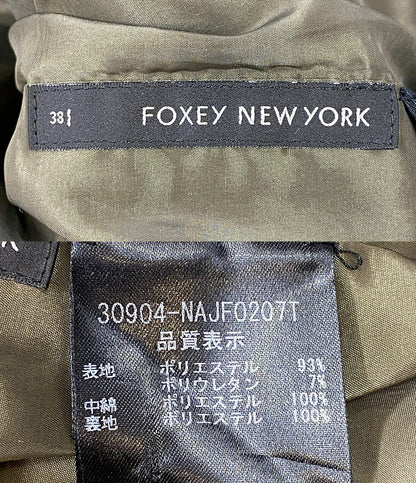 38
FOXEY NEW YORK
K
30904-NAJF0207T
品質表示
表地 ポリエステル 93%
ポリウレタン 7%
中綿 ポリエステル 100%
裏地 ポリエステル 100%